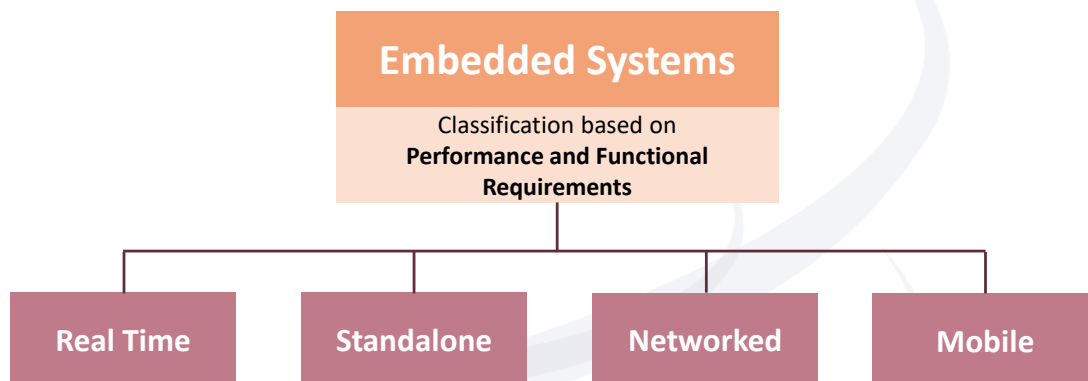 Embedded Systems
Classification based on
Performance and Functional
Requirements
Real Time
Standalone
Networked
Mobile